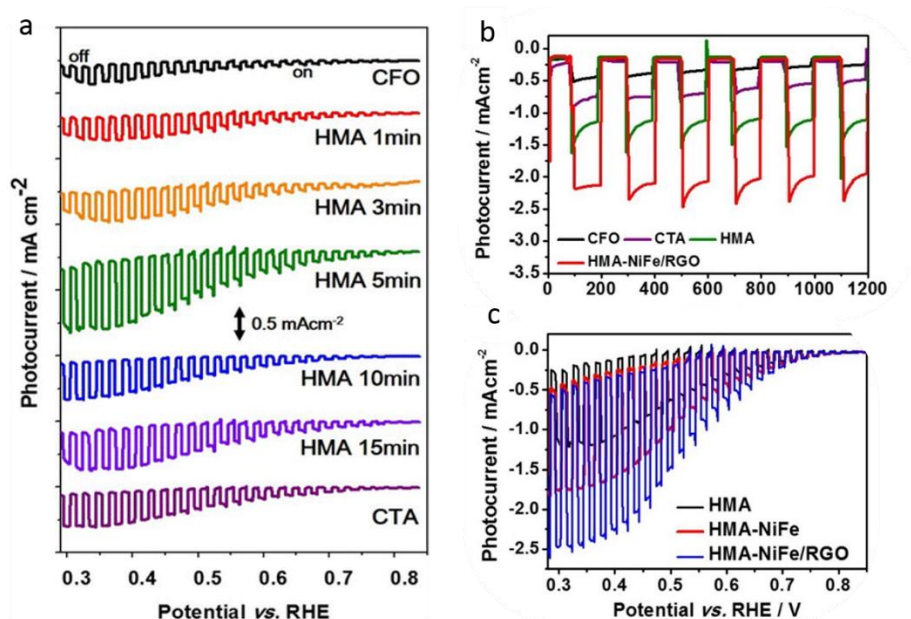 a
Photocurrent / mA cm-2
off
on
CFO
HMA 1min
HMA 3min
HMA 5min
0.5 mAcm-2
HMA 10min
HMA 15min
CTA
0.3 0.4 0.5 0.6 0.7 0.8
Potential vs. RHE
b
Photocurrent / mAcm-2
0.0
-0.5
-1.0
-1.5
-2.0
-2.5
-3.0
-3.5
CFO CTA HMA
HMA-NiFe/RGO
0 200 400 600 800 1000 1200
c
Photocurrent / mAcm-2
0.0
-0.5
-1.0
-1.5
-2.0
-2.5
HMA
HMA-NiFe
HMA-NiFe/RGO
0.3 0.4 0.5 0.6 0.7 0.8
Potential vs. RHE / V